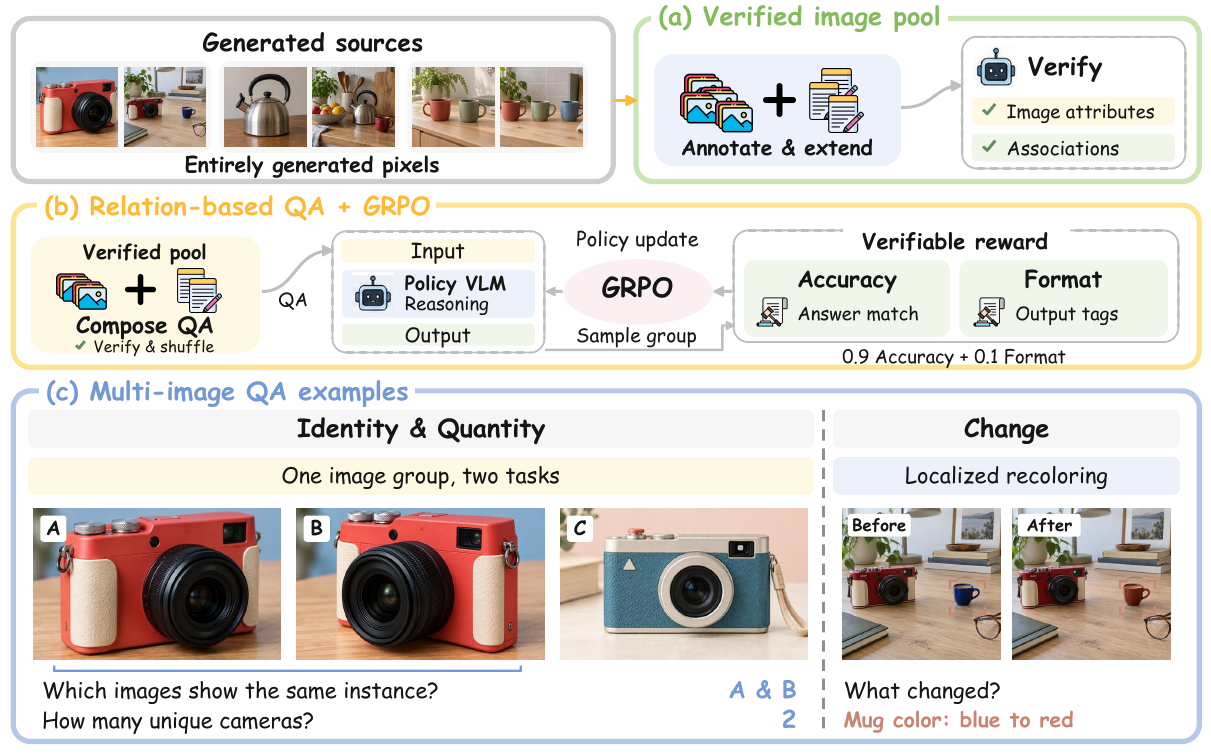 Generated sources
Entirely generated pixels
(a) Verified image pool
Annotate & extend
Verify
Image attributes
Associations
(b) Relation-based QA + GRPO
Verified pool
Compose QA
Verify & shuffle
QA
Input
Policy VLM
Reasoning
Output
Policy update
GRPO
Sample group
Verifiable reward
Accuracy
Answer match
Format
Output tags
0.9 Accuracy + 0.1 Format
(c) Multi-image QA examples
Identity & Quantity
One image group, two tasks
A
B
C
Which images show the same instance?
A & B
How many unique cameras?
2
Change
Localized recoloring
Before
After
What changed?
Mug color: blue to red